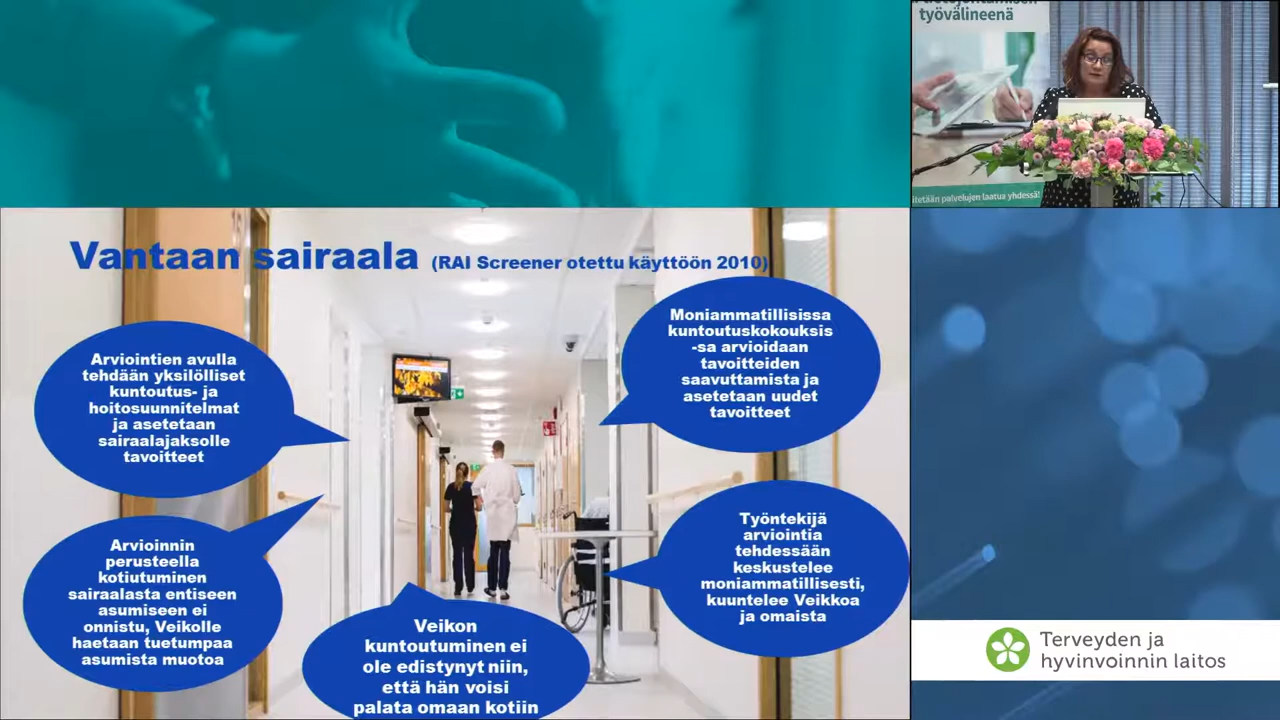 työvälineenä
Vantaan sairaala (RAI Screener otettu käyttöön 2010)
Moniammatillisissa
kuntoutuskokouksis
-sa arvioidaan
tavoitteiden
saavuttamista ja
asetetaan uudet
tavoitteet
Arviointien avulla
tehdään yksilölliset
kuntoutus- ja
hoitosuunnitelmat
ja asetetaan
sairaalajaksolle
tavoitteet
Työntekijä
arviointia
tehdessään
keskustelee
moniammatillisesti,
kuuntelee Veikkoa
ja omaista
Arvioinnin
perusteella
kotiutuminen
sairaalasta entiseen
asumiseen ei
onnistu, Veikolle
haetaan tuetumpaa
asumista muotoa
Veikon
kuntoutuminen ei
ole edistynyt niin,
että hän voisi
palata omaan kotiin
palvelujen laatua yhdessä!
Terveyden ja
hyvinvoinnin laitos